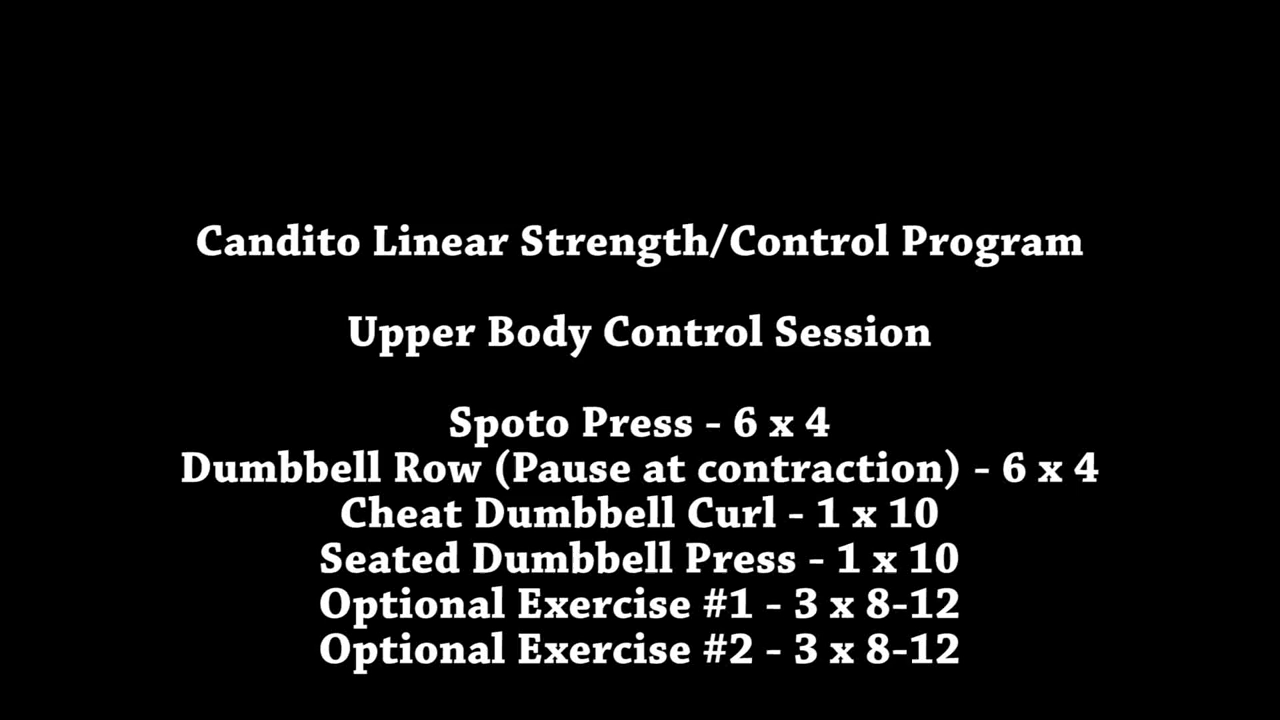 Candito Linear Strength/Control Program
Upper Body Control Session
Spoto Press - 6 x 4
Dumbbell Row (Pause at contraction) - 6 x 4
Cheat Dumbbell Curl - 1 x 10
Seated Dumbbell Press - 1 x 10
Optional Exercise #1 - 3 x 8-12
Optional Exercise #2 - 3 x 8-12